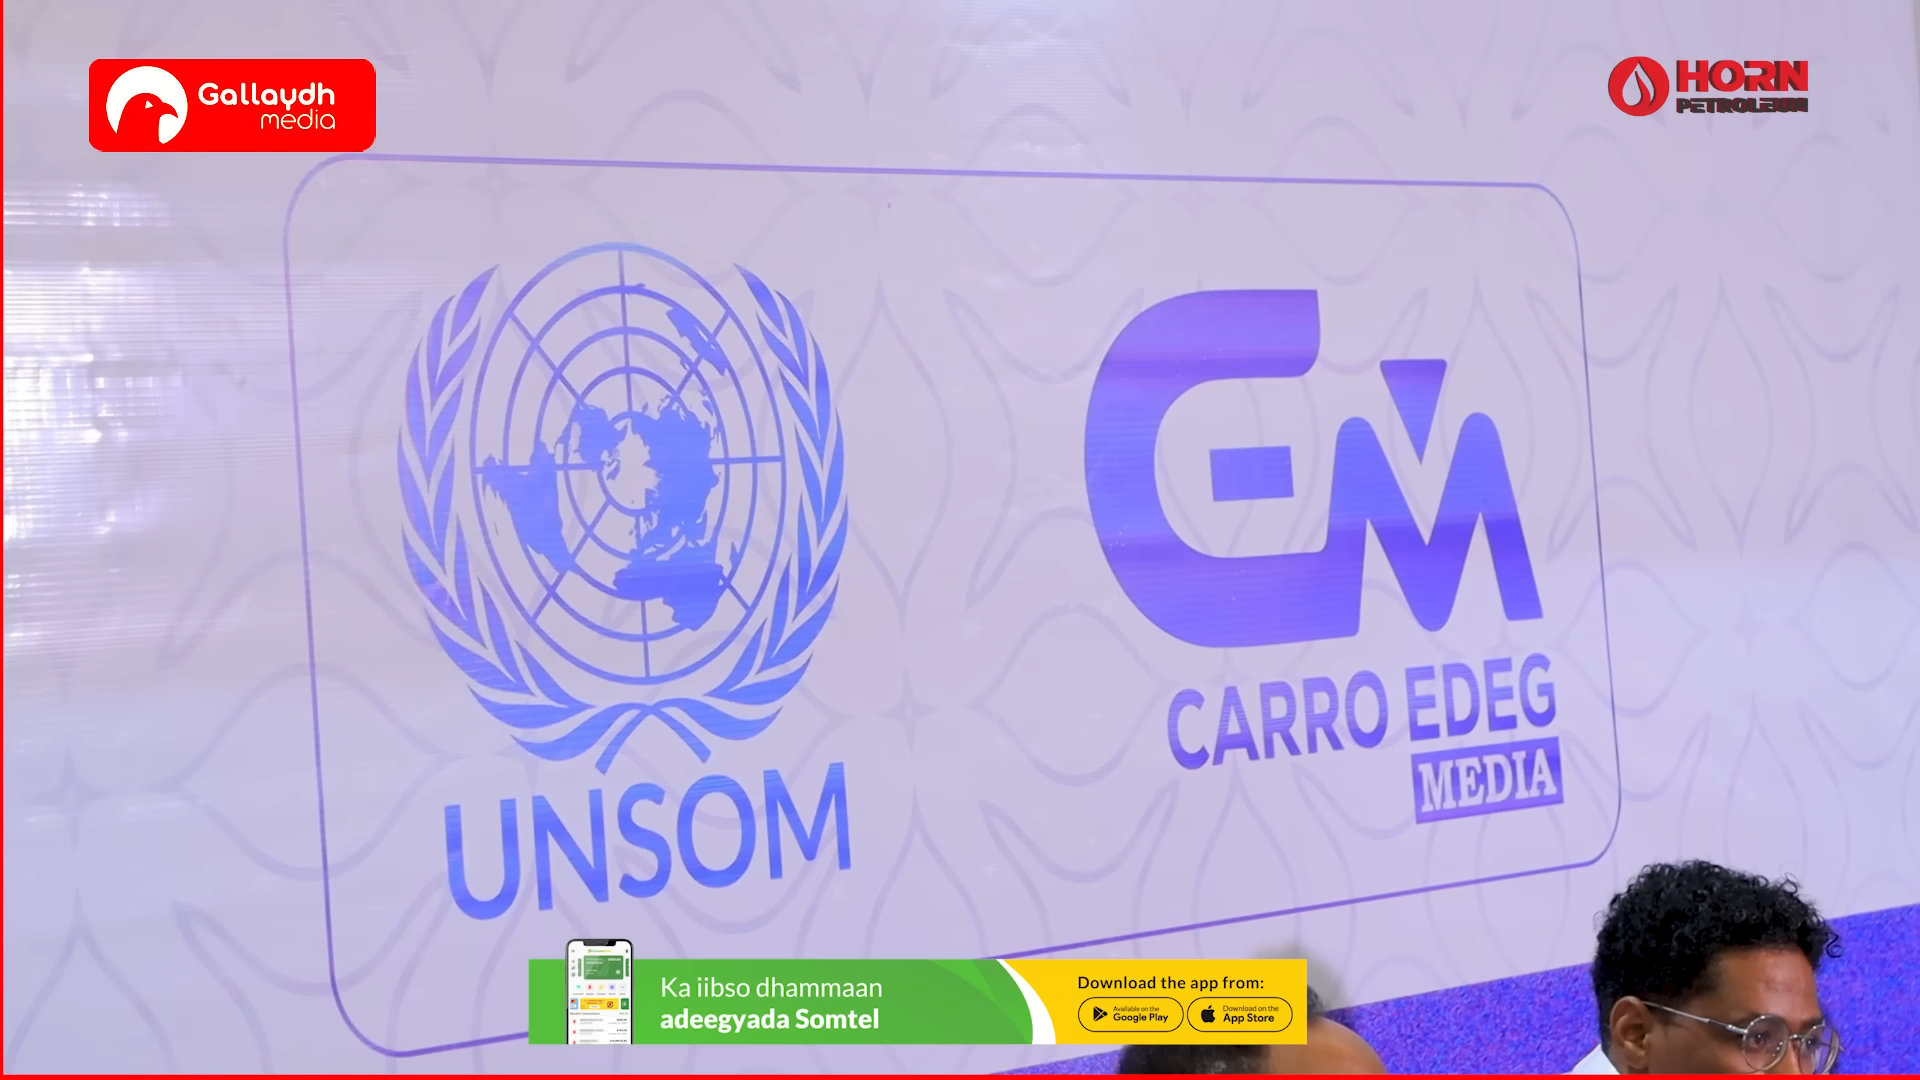 Gallaydh
media
HORN
PETROLEUM
UNSOM
CARRO EDEG
MEDIA
Ka iibso dhammaan
adeegyada Somtel
Download the app from:
Available on the
Google Play
Download on the
App Store